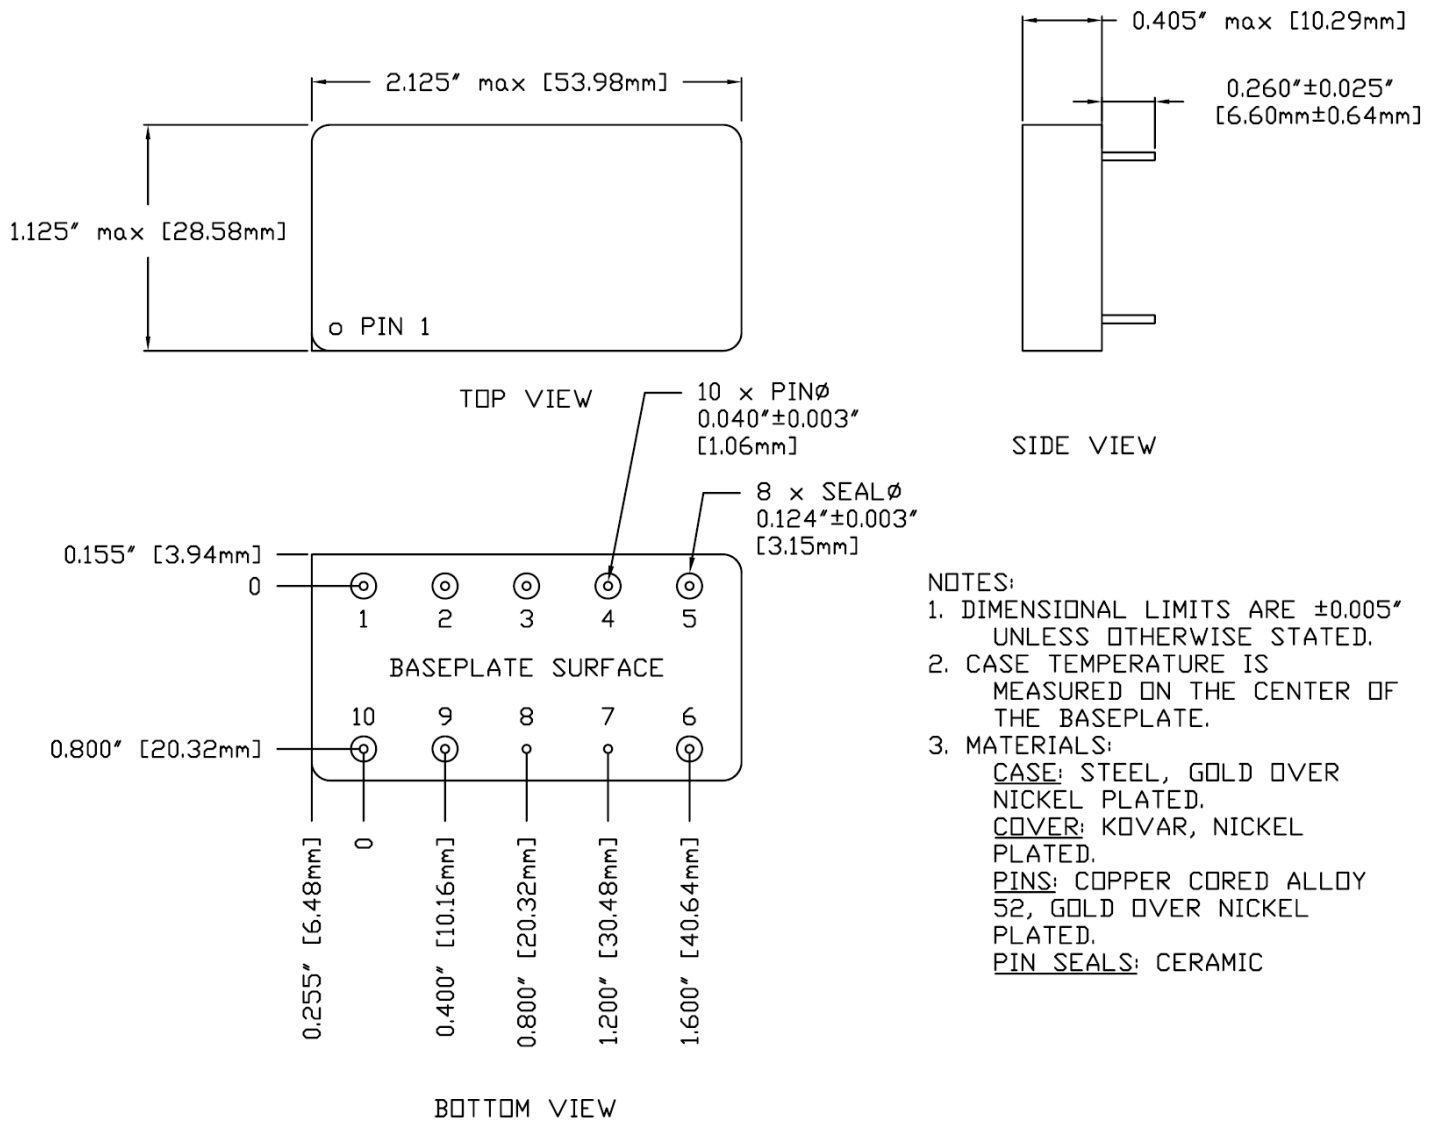 0.405″ max [10.29mm]
2.125″ max [53.98mm]
0.260″±0.025″
[6.60mm±0.64mm]
1.125″ max [28.58mm]
PIN 1
TOP VIEW
10 x PINø
0.040″±0.003″
[1.06mm]
SIDE VIEW
8 x SEALø
0.124″±0.003″
[3.15mm]
0.155″ [3.94mm]
0
1 2 3 4 5
BASEPLATE SURFACE
10 9 8 7 6
0.800″ [20.32mm]
0.255″ [6.48mm]
0
0.400″ [10.16mm]
0.800″ [20.32mm]
1.200″ [30.48mm]
1.600″ [40.64mm]
BOTTOM VIEW
NOTES:
1. DIMENSIONAL LIMITS ARE ±0.005″
UNLESS OTHERWISE STATED.
2. CASE TEMPERATURE IS
MEASURED ON THE CENTER OF
THE BASEPLATE.
3. MATERIALS:
CASE: STEEL, GOLD OVER
NICKEL PLATED.
COVER: KOVAR, NICKEL
PLATED.
PINS: COPPER CORED ALLOY
52, GOLD OVER NICKEL
PLATED.
PIN SEALS: CERAMIC